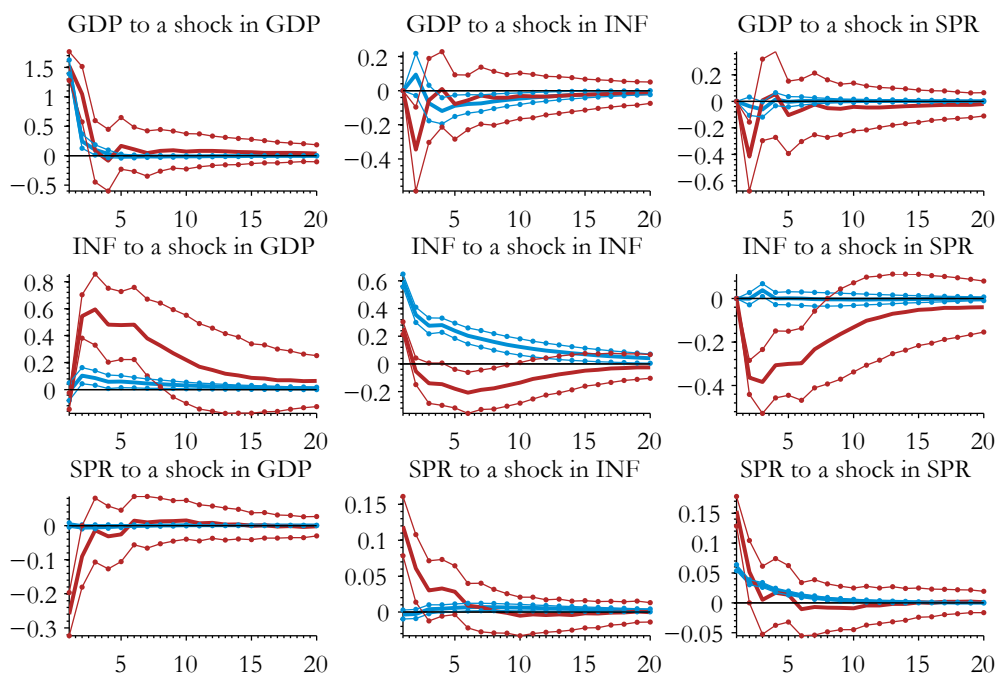 GDP to a shock in GDP
GDP to a shock in INF
GDP to a shock in SPR
1.5
1
0.5
0
−0.5
5 10 15 20
0.2
0
−0.2
−0.4
5 10 15 20
0.2
0
−0.2
−0.4
−0.6
5 10 15 20
INF to a shock in GDP
INF to a shock in INF
INF to a shock in SPR
0.8
0.6
0.4
0.2
0
5 10 15 20
0.6
0.4
0.2
0
−0.2
5 10 15 20
0
−0.2
−0.4
5 10 15 20
SPR to a shock in GDP
SPR to a shock in INF
SPR to a shock in SPR
0
−0.1
−0.2
−0.3
5 10 15 20
0.15
0.1
0.05
0
5 10 15 20
0.15
0.1
0.05
0
−0.05
5 10 15 20